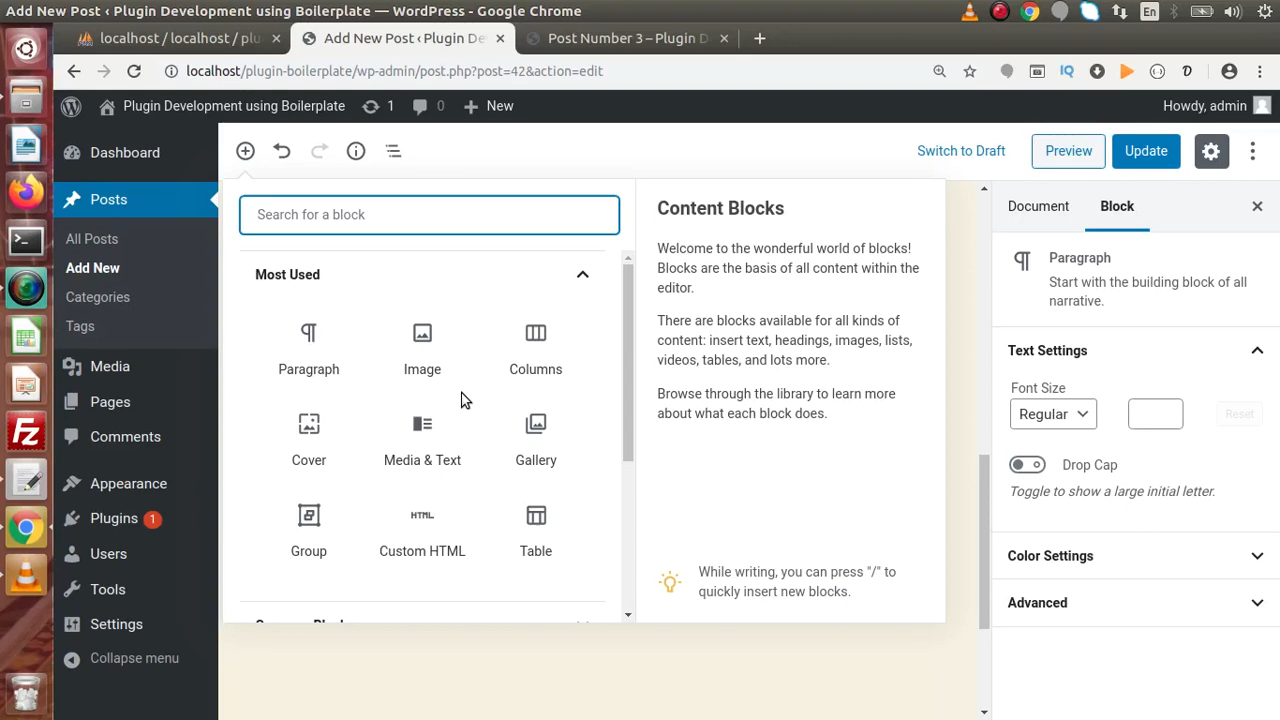 Add New Post ‹ Plugin Development using Boilerplate — WordPress - Google Chrome
En
9:06 AM
localhost / localhost / plu
Add New Post ‹ Plugin De
Post Number 3 – Plugin D
localhost/plugin-boilerplate/wp-admin/post.php?post=42&action=edit
IQ
Plugin Development using Boilerplate
1
0
New
Howdy, admin
Dashboard
Posts
All Posts
Add New
Categories
Tags
Media
Pages
Comments
Appearance
Plugins 1
Users
Tools
Settings
Collapse menu
Switch to Draft
Preview
Update
Search for a block
Most Used
Paragraph
Image
Columns
Cover
Media & Text
Gallery
Group
HTML
Custom HTML
Table
Content Blocks
Welcome to the wonderful world of blocks!
Blocks are the basis of all content within the
editor.
There are blocks available for all kinds of
content: insert text, headings, images, lists,
videos, tables, and lots more.
Browse through the library to learn more
about what each block does.
While writing, you can press "/" to
quickly insert new blocks.
Document
Block
Paragraph
Start with the building block of all
narrative.
Text Settings
Font Size
Regular
Reset
Drop Cap
Toggle to show a large initial letter.
Color Settings
Advanced